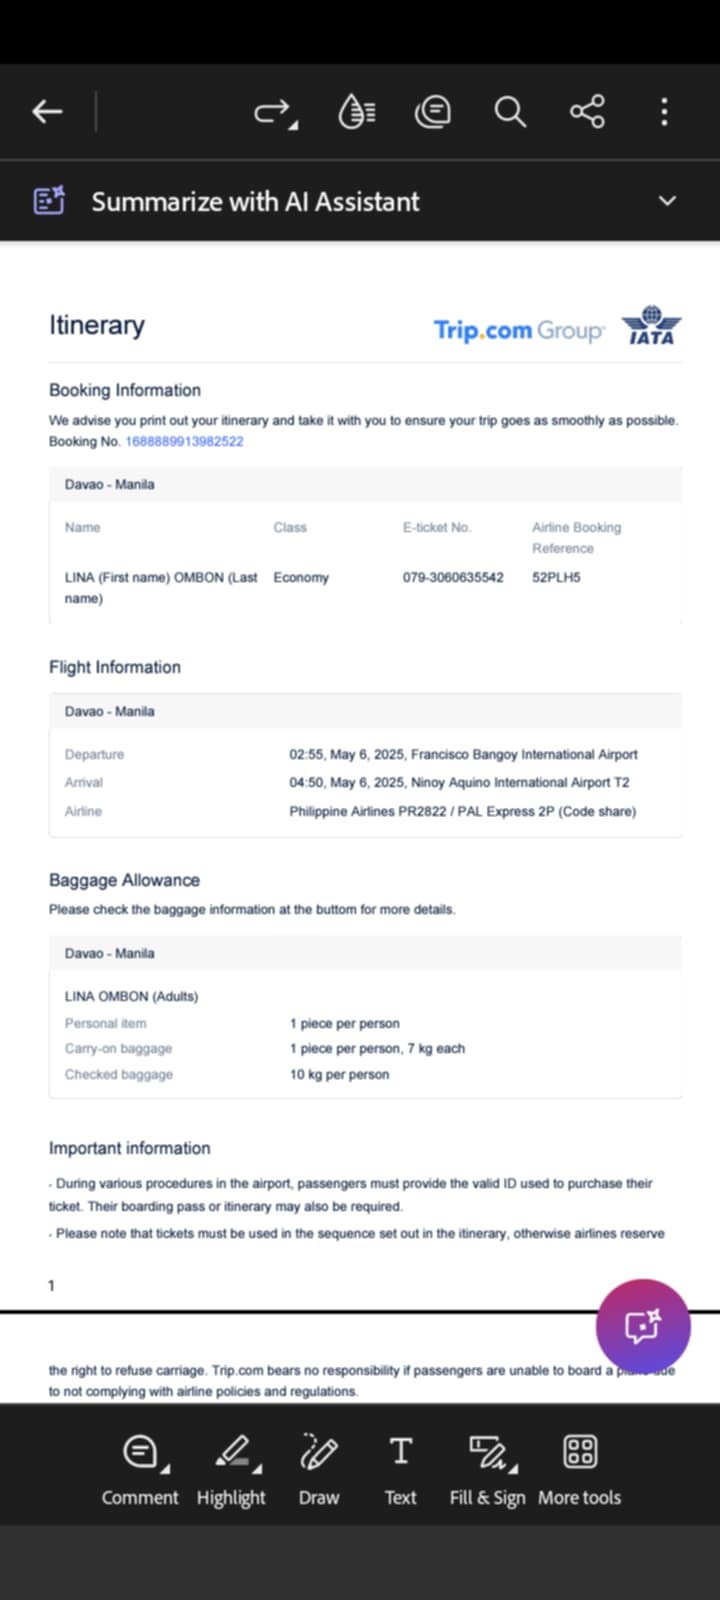 Summarize with AI Assistant
Itinerary
Trip.com Group
IATA
Booking Information
We advise you print out your itinerary and take it with you to ensure your trip goes as smoothly as possible.
Booking No. 1688889913982522
Davao - Manila
Name Class E-ticket No. Airline Booking
Reference
LINA (First name) OMBON (Last Economy 079-3060635542 52PLH5
name)
Flight Information
Davao - Manila
Departure 02:55, May 6, 2025, Francisco Bangoy International Airport
Arrival 04:50, May 6, 2025, Ninoy Aquino International Airport T2
Airline Philippine Airlines PR2822 / PAL Express 2P (Code share)
Baggage Allowance
Please check the baggage information at the buttom for more details.
Davao - Manila
LINA OMBON (Adults)
Personal item 1 piece per person
Carry-on baggage 1 piece per person, 7 kg each
Checked baggage 10 kg per person
Important information
- During various procedures in the airport, passengers must provide the valid ID used to purchase their
ticket. Their boarding pass or itinerary may also be required.
- Please note that tickets must be used in the sequence set out in the itinerary, otherwise airlines reserve
1
the right to refuse carriage. Trip.com bears no responsibility if passengers are unable to board a
to not complying with airline policies and regulations.
Comment Highlight Draw Text Fill & Sign More tools